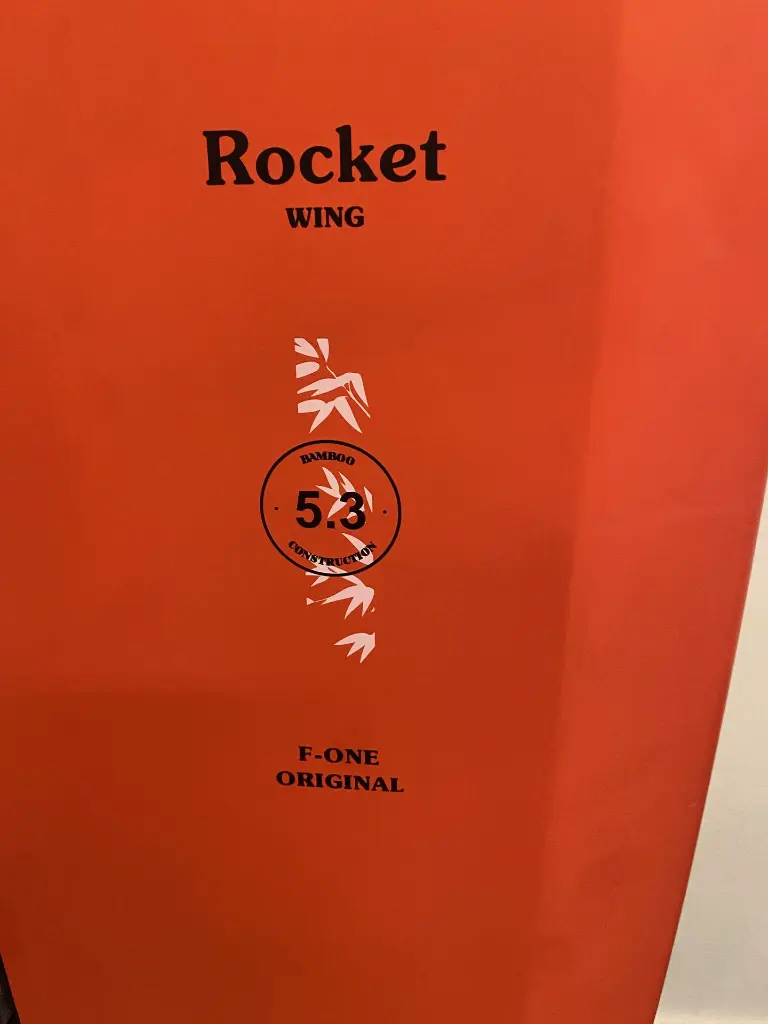 Rocket
WING
BAMBOO
5.3
CONSTRUCTION
F-ONE
ORIGINAL